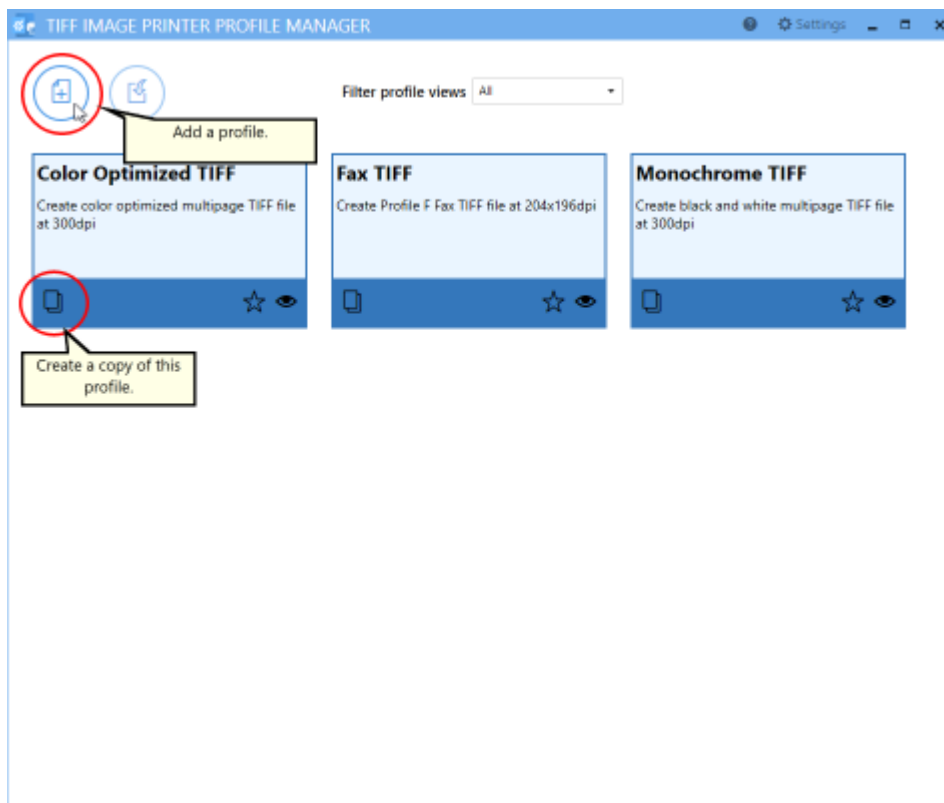 TIFF IMAGE PRINTER PROFILE MANAGER
Settings
Filter profile views All
Add a profile.
Color Optimized TIFF
Create color optimized multipage TIFF file
at 300dpi
Fax TIFF
Create Profile F Fax TIFF file at 204x196dpi
Monochrome TIFF
Create black and white multipage TIFF file
at 300dpi
Create a copy of this
profile.